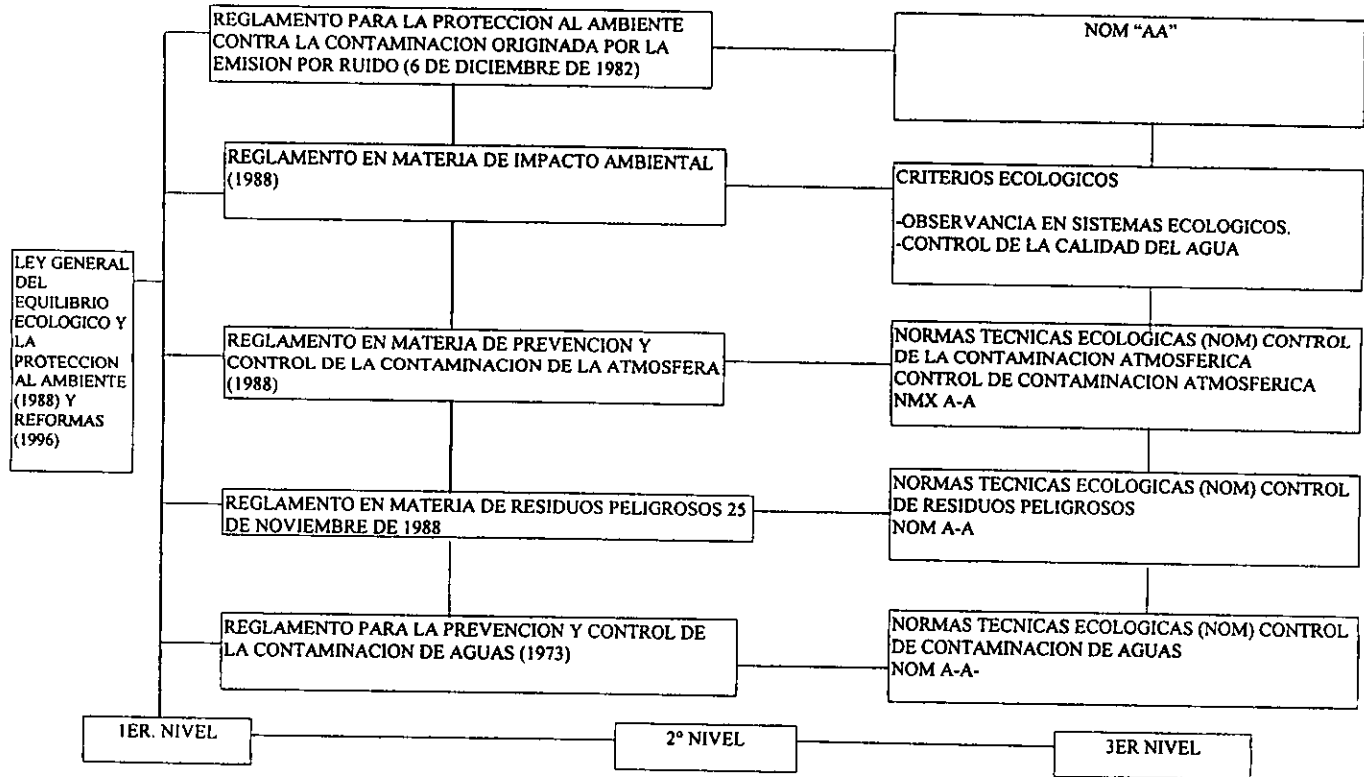 REGLAMENTO PARA LA PROTECCION AL AMBIENTE
CONTRA LA CONTAMINACION ORIGINADA POR LA
EMISION POR RUIDO (6 DE DICIEMBRE DE 1982)
NOM “AA”
REGLAMENTO EN MATERIA DE IMPACTO AMBIENTAL
(1988)
CRITERIOS ECOLOGICOS
-OBSERVANCIA EN SISTEMAS ECOLOGICOS.
-CONTROL DE LA CALIDAD DEL AGUA
LEY GENERAL
DEL
EQUILIBRIO
ECOLOGICO Y
LA
PROTECCION
AL AMBIENTE
(1988) Y
REFORMAS
(1996)
REGLAMENTO EN MATERIA DE PREVENCION Y
CONTROL DE LA CONTAMINACION DE LA ATMOSFERA
(1988)
NORMAS TECNICAS ECOLOGICAS (NOM) CONTROL
DE LA CONTAMINACION ATMOSFERICA
CONTROL DE CONTAMINACION ATMOSFERICA
NMX A-A
REGLAMENTO EN MATERIA DE RESIDUOS PELIGROSOS 25
DE NOVIEMBRE DE 1988
NORMAS TECNICAS ECOLOGICAS (NOM) CONTROL
DE RESIDUOS PELIGROSOS
NOM A-A
REGLAMENTO PARA LA PREVENCION Y CONTROL DE
LA CONTAMINACION DE AGUAS (1973)
NORMAS TECNICAS ECOLOGICAS (NOM) CONTROL
DE CONTAMINACION DE AGUAS
NOM A-A-
1ER. NIVEL
2º NIVEL
3ER NIVEL